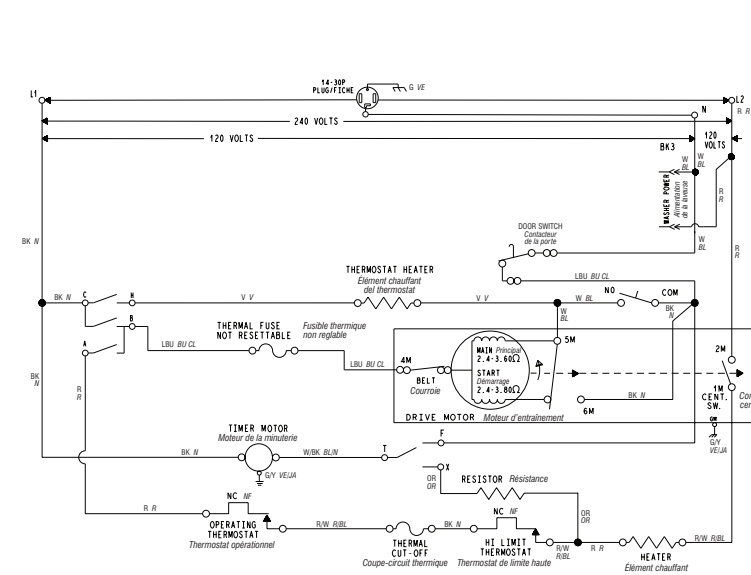 14-30P
PLUG/FICHE
G VE
L1
L2
R R
N
240 VOLTS
120 VOLTS
120
VOLTS
BK3
W
BL
W
BL
WASHER POWER
Alimentation
de la laveuse
R
R
W
BL
BK N
R
R
DOOR SWITCH
Contacteur
de la porte
LBU BU CL
THERMOSTAT HEATER
Élément chauffant
del thermostat
BK N
C
H
V V
V V
W BL
NO
COM
BK
N
W
BL
B
A
THERMAL FUSE
NOT RESETTABLE
Fusible thermique
non reglable
LBU BU CL
LBU BU CL
4M
BELT
Courroie
MAIN Principal
2.4-3.60Ω
START
Démarrage
2.4-3.80Ω
5M
6M
BK N
2M
1M
CENT.
SW.
Con
cen
DRIVE MOTOR Moteur d'entraînement
GM
G/Y
VE/JA
BK
N
R
R
TIMER MOTOR
Moteur de la minuterie
BK N
W/BK BL/N
G/Y VE/JA
T
F
X
OR
OR
RESISTOR Résistance
OR
OR
R R
NC NF
OPERATING
THERMOSTAT
Thermostat opérationnel
R/W R/BL
THERMAL
CUT-OFF
Coupe-circuit thermique
BK N
NC NF
HI LIMIT
THERMOSTAT
Thermostat de limite haute
R/W
R/BL
R R
HEATER
Élément chauffant
R/W R/BL